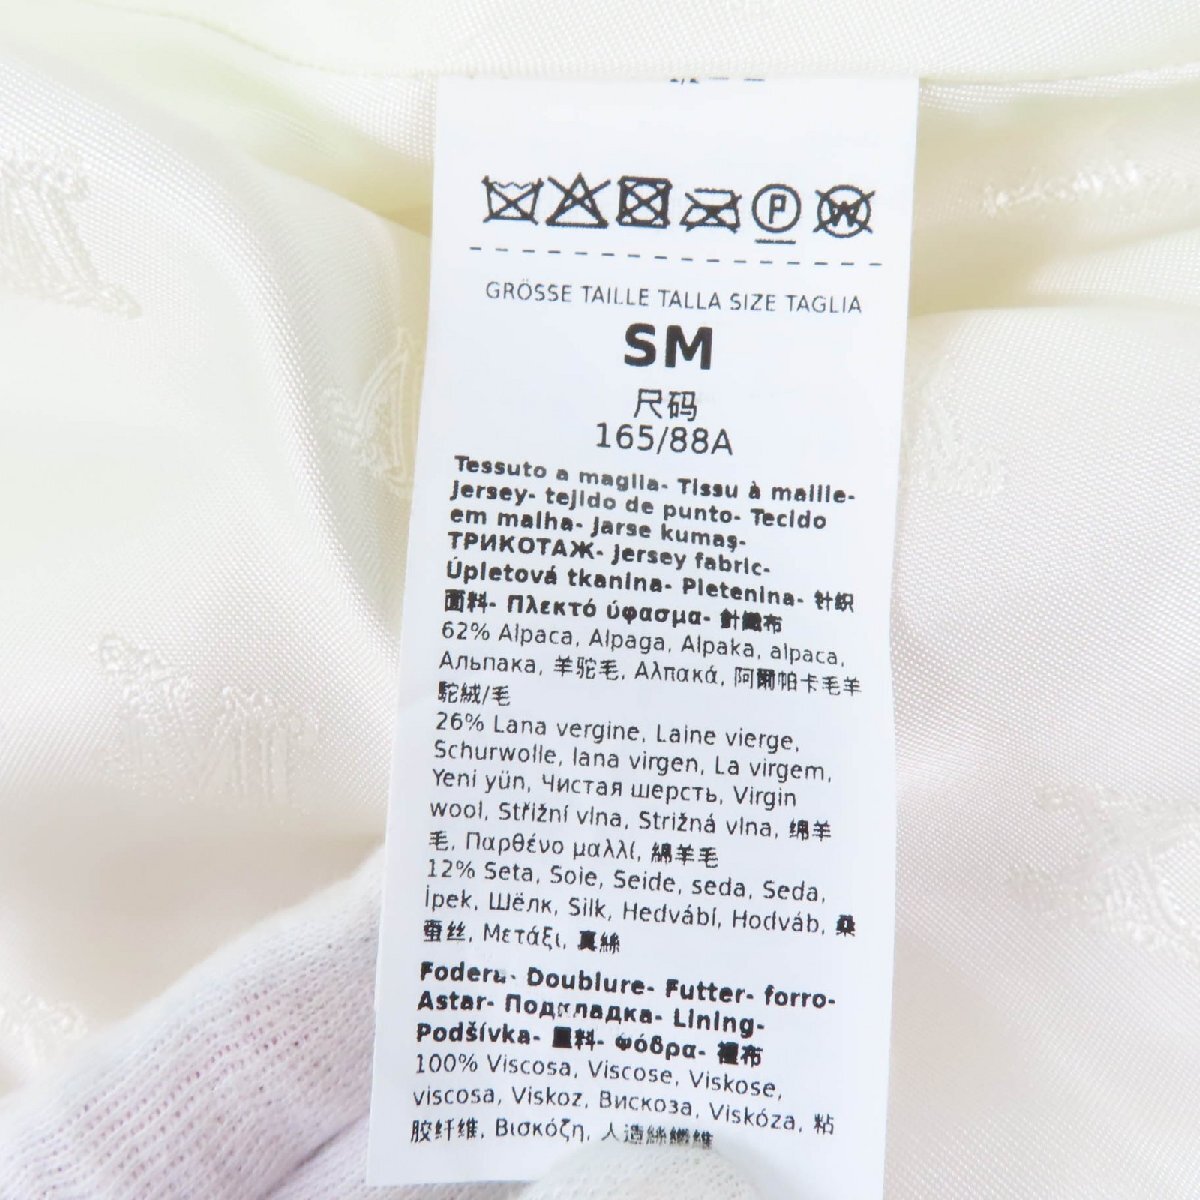 P W
GRÖSSE TAILLE TALLA SIZE TAGLIA
SM
尺码
165/88A
Tessuto a maglia- Tissu à maille-
Jersey- tejido de punto- Tecido
em malha- Jarse kumaş-
ТРИКОТАЖ- Jersey fabric-
Úpletová tkanina- Pletenina- 针织
面料- Πλεκτό ύφασμα- 針織布
62% Alpaca, Alpaga, Alpaka, alpaca,
Альпака, 羊驼毛, Αλπακά, 阿爾帕卡毛羊
駝絨/毛
26% Lana vergine, Laine vierge,
Schurwolle, lana virgen, La virgem,
Yeni yün, Чистая шерсть, Virgin
wool, Střižní vlna, Strižná vlna, 绵羊
毛, Παρθένο μαλλί, 綿羊毛
12% Seta, Soie, Seide, seda, Seda,
İpek, Шёлк, Silk, Hedvábí, Hodváb, 桑
蚕丝, Μετάξι, 真絲
Fodera- Doublure- Futter- forro-
Astar- Подкладка- Lining-
Podšívka- 里料- Φόδρα- 裡布
100% Viscosa, Viscose, Viskose,
viscosa, Viskoz, Вискоза, Viskóza, 粘
胶纤维, Βισκόζη, 人造絲纖維